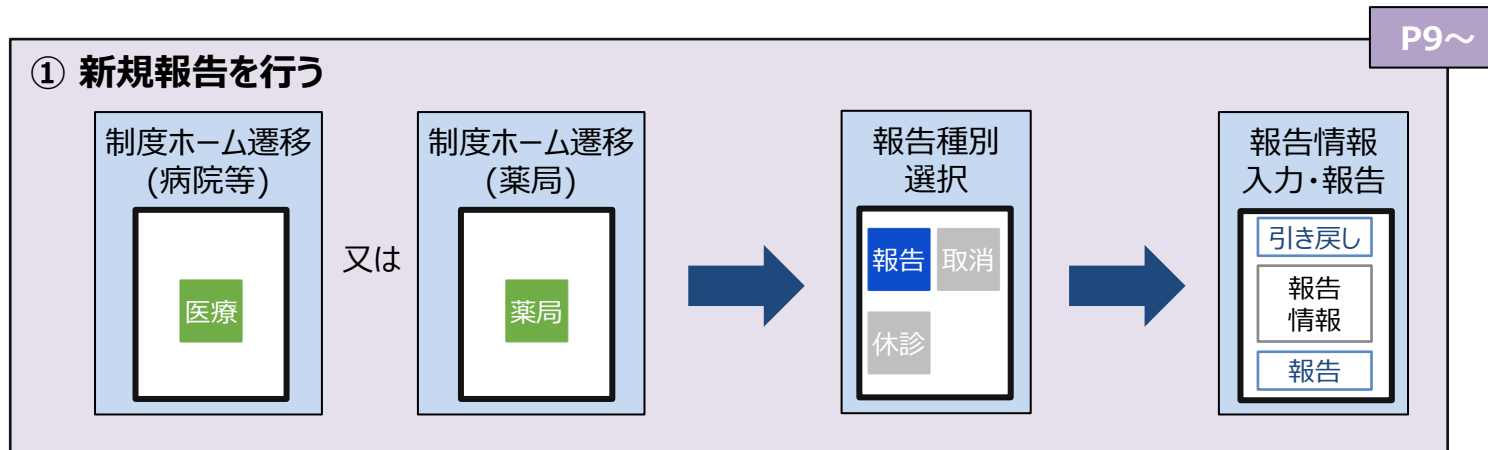 P9～
① 新規報告を行う
制度ホーム遷移
(病院等)
医療
又は
制度ホーム遷移
(薬局)
薬局
報告種別
選択
報告
取消
休診
報告情報
入力・報告
引き戻し
報告
情報
報告